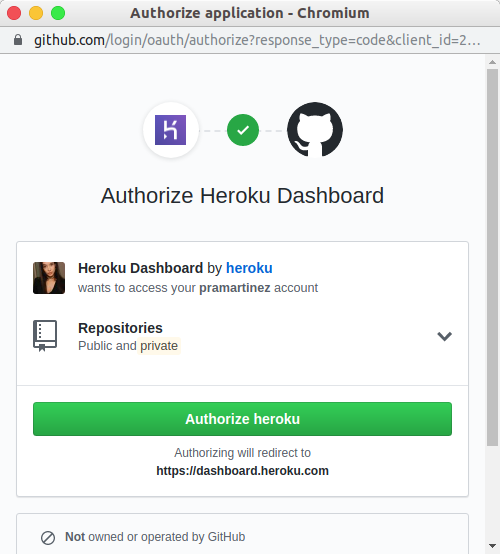 Authorize application - Chromium
github.com/login/oauth/authorize?response_type=code&client_id=2...
Authorize Heroku Dashboard
Heroku Dashboard by heroku
wants to access your pramartinez account
Repositories
Public and private
Authorize heroku
Authorizing will redirect to
https://dashboard.heroku.com
Not owned or operated by GitHub